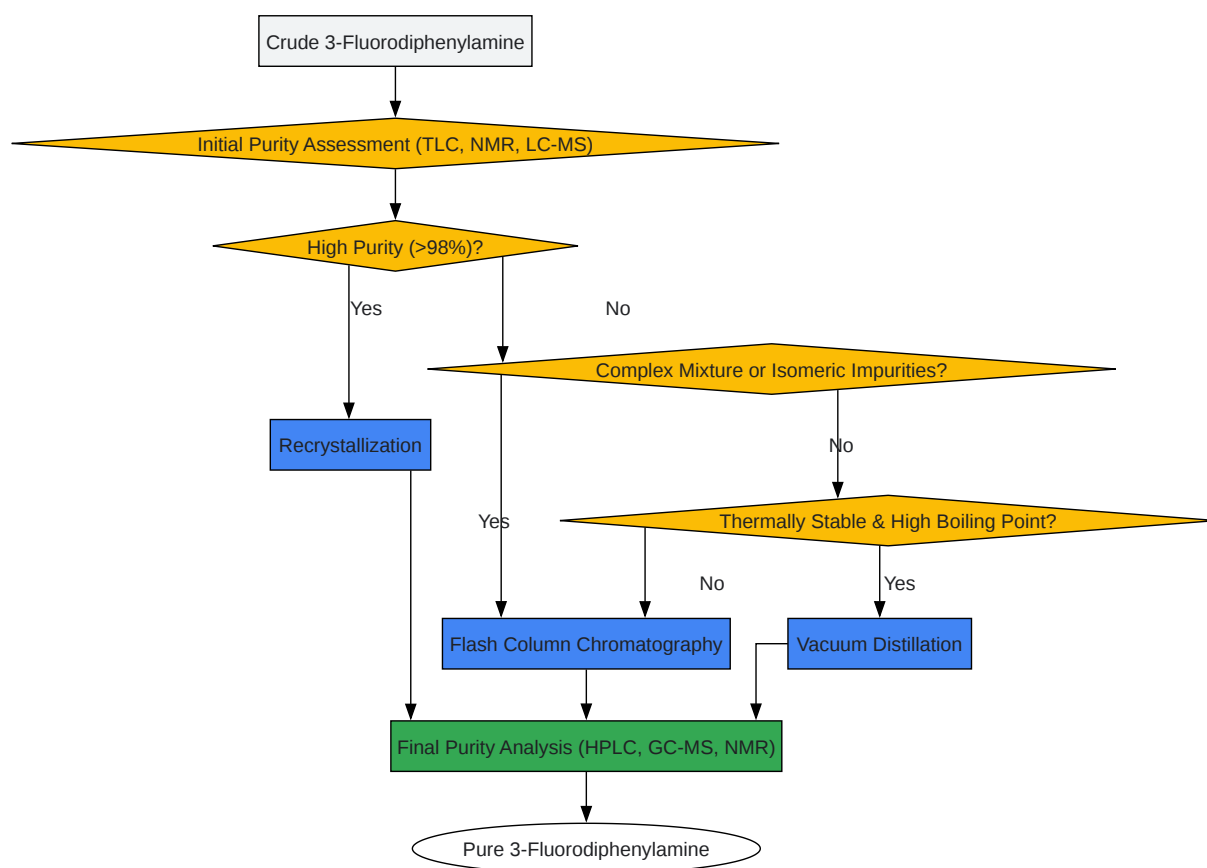 Crude 3-Fluorodiphenylamine
Initial Purity Assessment (TLC, NMR, LC-MS)
High Purity (>98%)?
Yes
No
Complex Mixture or Isomeric Impurities?
Recrystallization
No
Yes
Thermally Stable & High Boiling Point?
No
Yes
Flash Column Chromatography
Vacuum Distillation
Final Purity Analysis (HPLC, GC-MS, NMR)
Pure 3-Fluorodiphenylamine